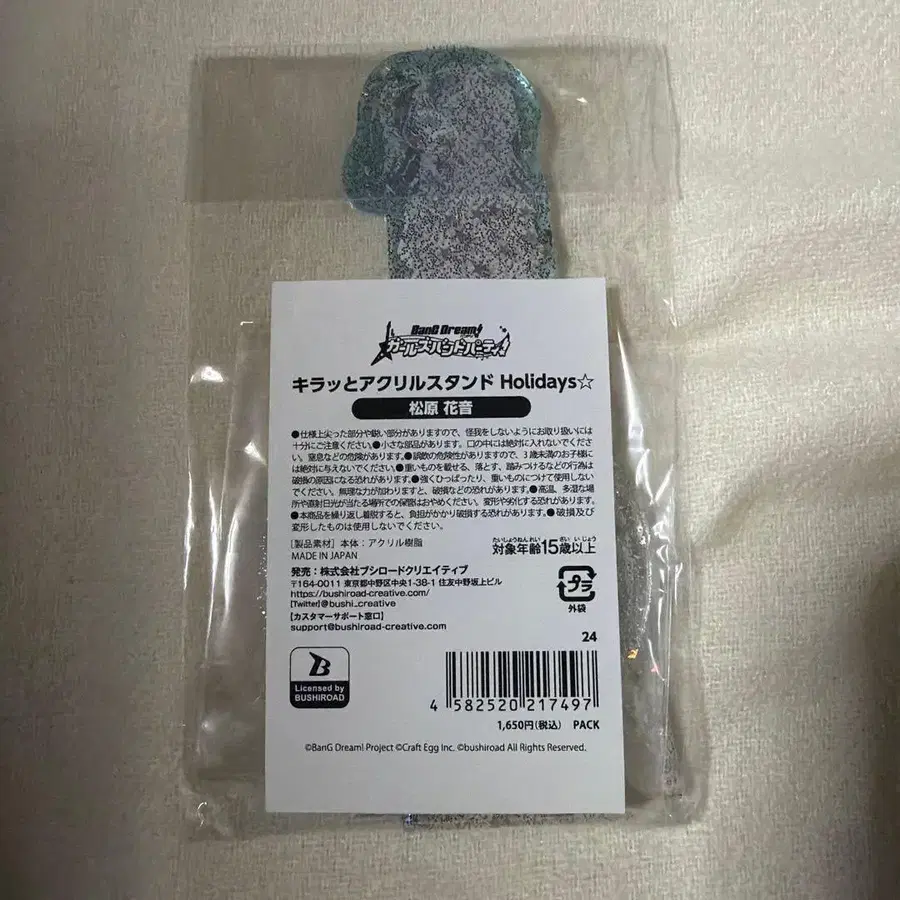 BanG Dream!
ガールズバンドパーティ!
キラッとアクリルスタンド Holidays☆
松原 花音
●仕様上尖った部分や鋭い部分がありますので、怪我をしないようにお取り扱いには
十分にご注意ください。●小さな部品があります。口の中には絶対に入れないでくださ
い。窒息などの危険があります。●誤飲の危険性がありますので、3歳未満のお子様に
は絶対に与えないでください。●重いものを載せる、落とす、踏みつけるなどの行為は
破損の原因になる恐れがあります。●強くひっぱったり、重いものにつけて使用しない
でください。無理な力が加わりますと、破損などの恐れがあります。●高温、多湿な場
所や直射日光が当たる場所での保管はおやめください。変形や劣化する恐れがあります。
●本商品を繰り返し着脱すると、負担がかかり破損する恐れがあります。●破損及び
変形したものは使用しないでください。
[製品素材] 本体:アクリル樹脂
MADE IN JAPAN
たいしょうねんれい さい いじょう
対象年齢15歳以上
発売:株式会社ブシロードクリエイティブ
〒164-0011 東京都中野区中央1-38-1 住友中野坂上ビル
https://bushiroad-creative.com/
[Twitter]@bushi_creative
【カスタマーサポート窓口】
support@bushiroad-creative.com
プラ
外袋
24
Licensed by
BUSHIROAD
4 582520 217497
1,650円(税込) PACK
©BanG Dream! Project ©Craft Egg Inc. ©bushiroad All Rights Reserved.